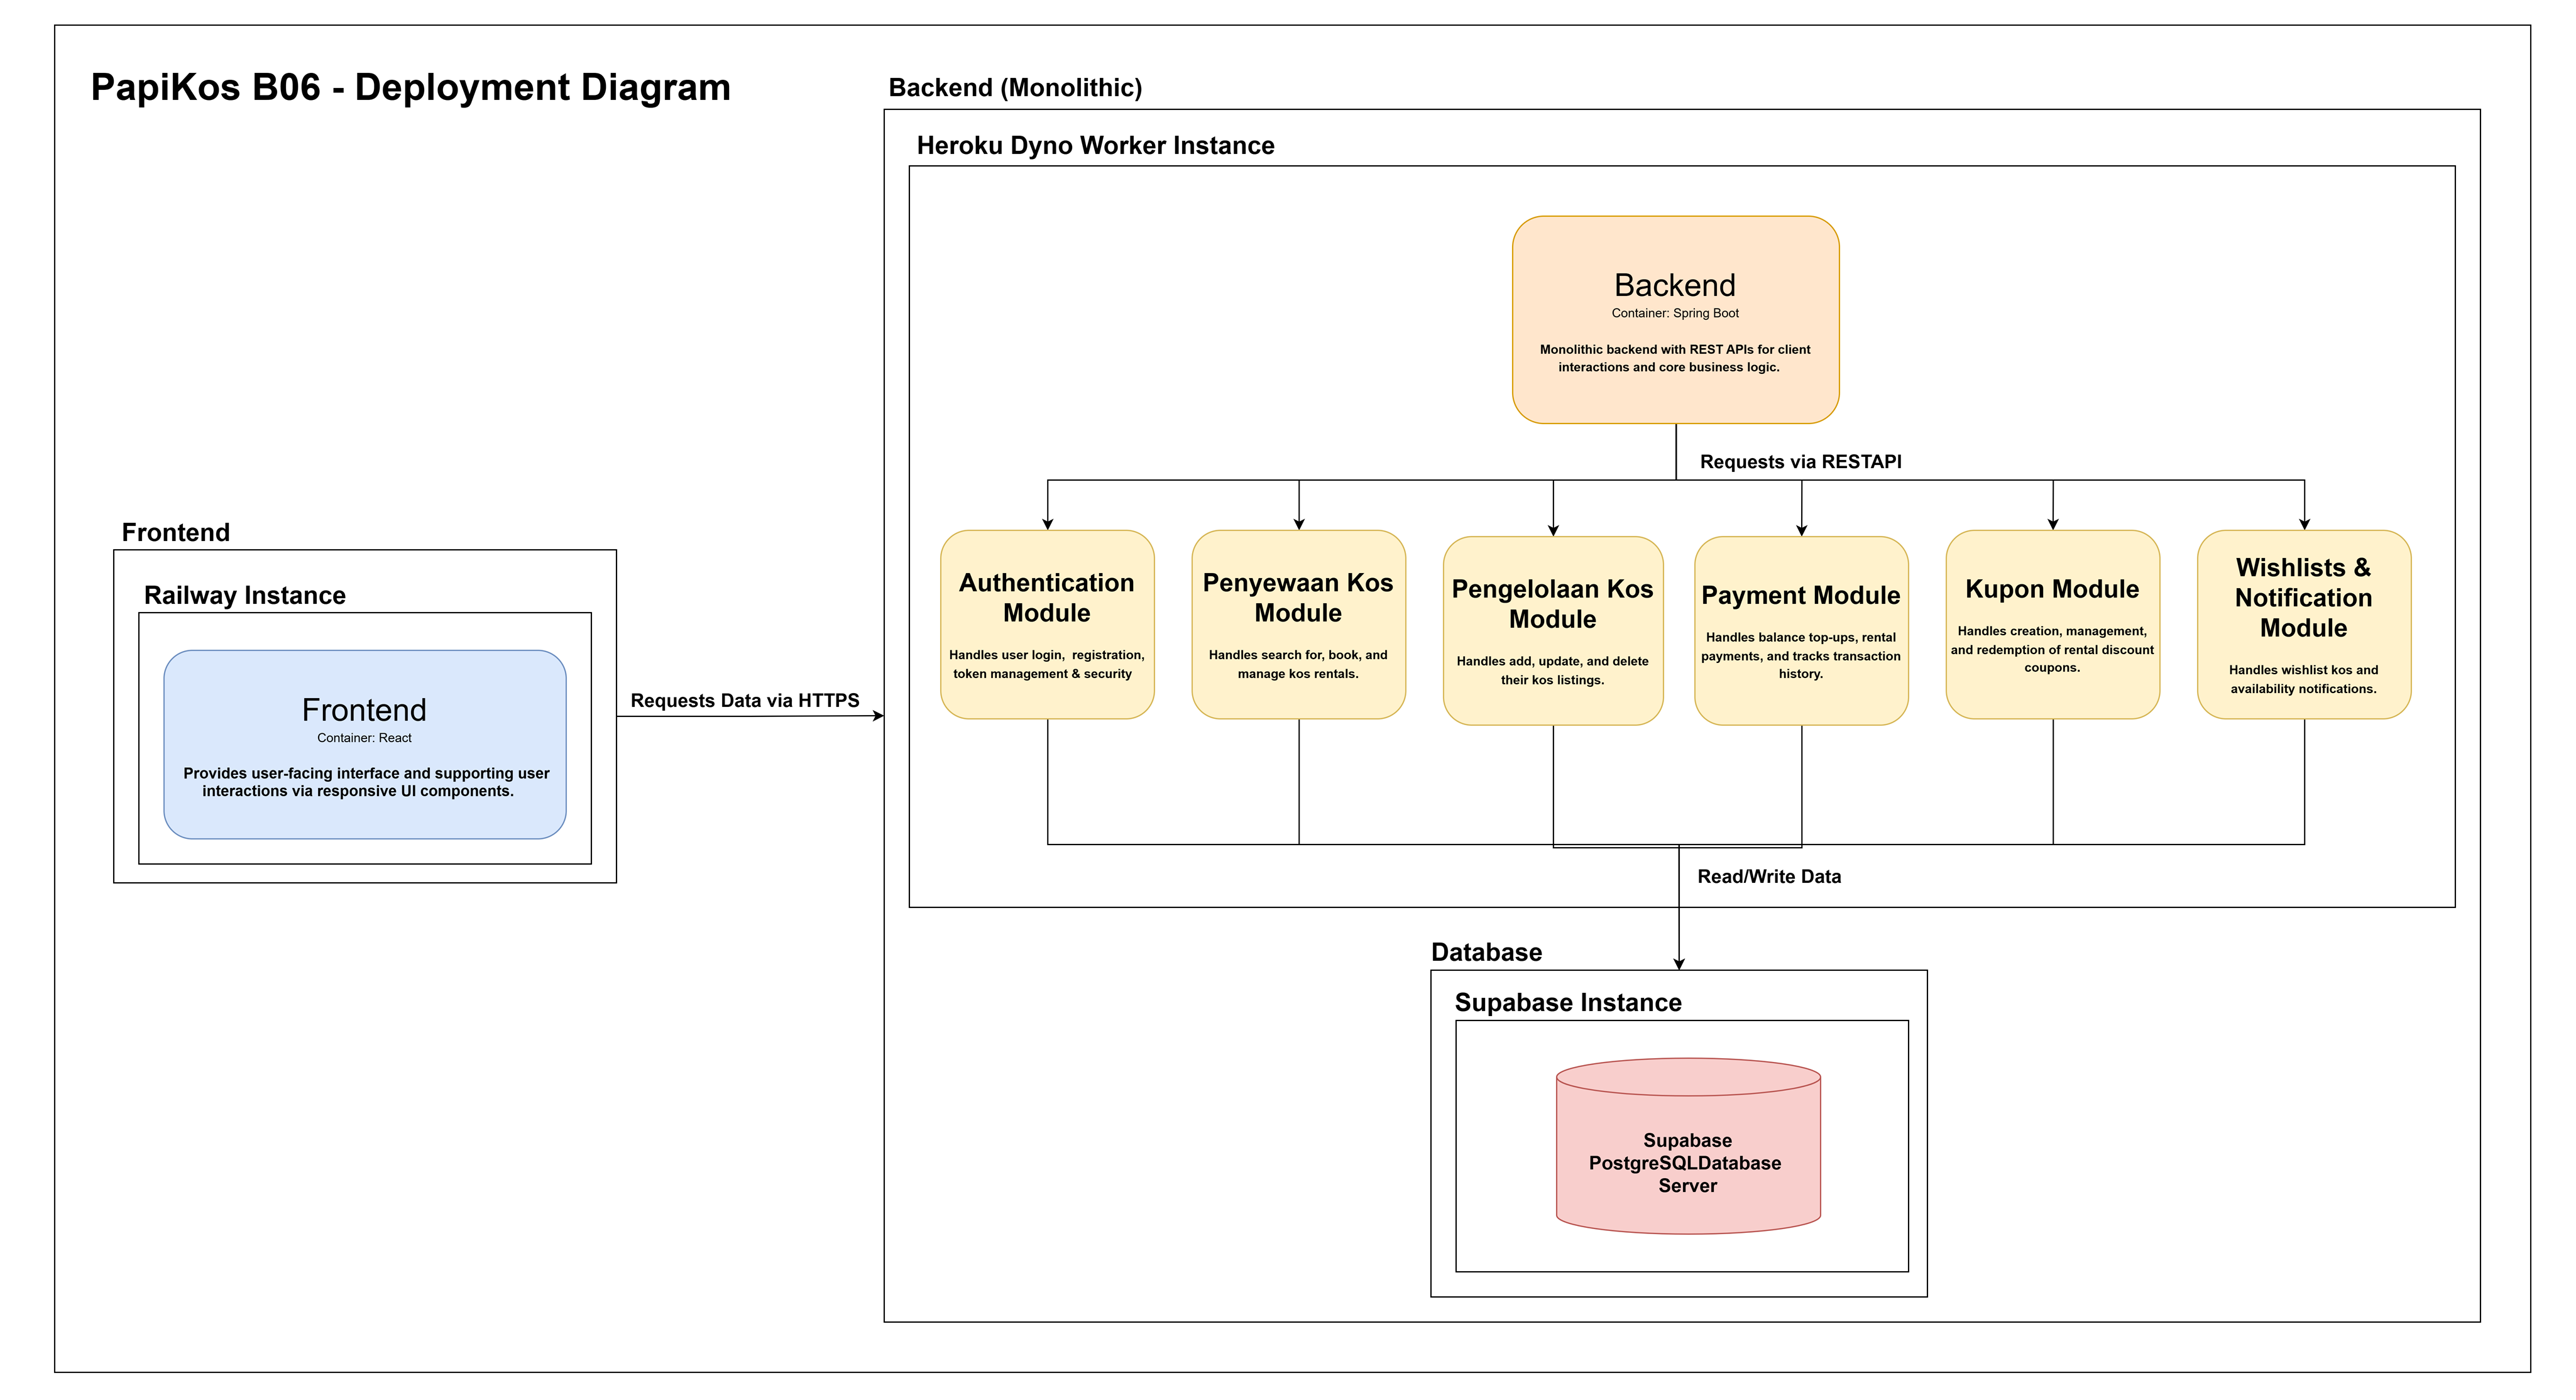 PapiKos B06 - Deployment Diagram
Backend (Monolithic)
Heroku Dyno Worker Instance
Backend
Container: Spring Boot
Monolithic backend with REST APIs for client
interactions and core business logic.
Requests via RESTAPI
Frontend
Railway Instance
Frontend
Container: React
Provides user-facing interface and supporting user
interactions via responsive UI components.
Requests Data via HTTPS
Authentication
Module
Handles user login, registration,
token management & security
Penyewaan Kos
Module
Handles search for, book, and
manage kos rentals.
Pengelolaan Kos
Module
Handles add, update, and delete
their kos listings.
Payment Module
Handles balance top-ups, rental
payments, and tracks transaction
history.
Kupon Module
Handles creation, management,
and redemption of rental discount
coupons.
Wishlists &
Notification
Module
Handles wishlist kos and
availability notifications.
Read/Write Data
Database
Supabase Instance
Supabase
PostgreSQLDatabase
Server